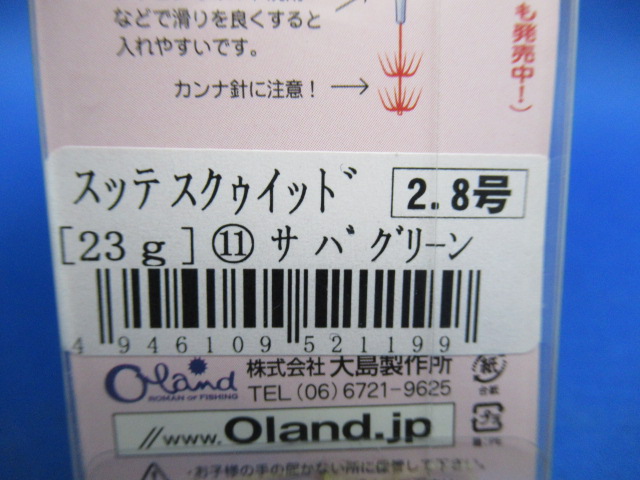 などで滑りを良くすると
入れやすいです。
カンナ針に注意！
も発売中！）
スッテ スクゥイッド 2.8号
[23g] ⑪ サバグリーン
4 946109 521199
Oland
ROMAN OF FISHING
株式会社 大島製作所
TEL (06) 6721-9625
//www.Oland.jp
紙
台紙
プラ
・お子様の手の届かない所に保管して下さい。